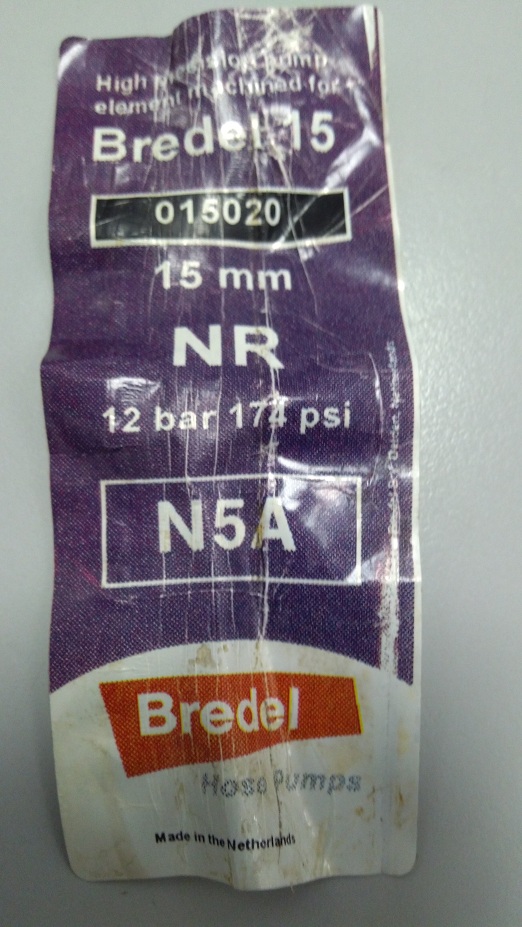 High precision pump
element machined for
Bredel 15
015020
15 mm
NR
12 bar 174 psi
N5A
Bredel
Hose Pumps
Made in the Netherlands